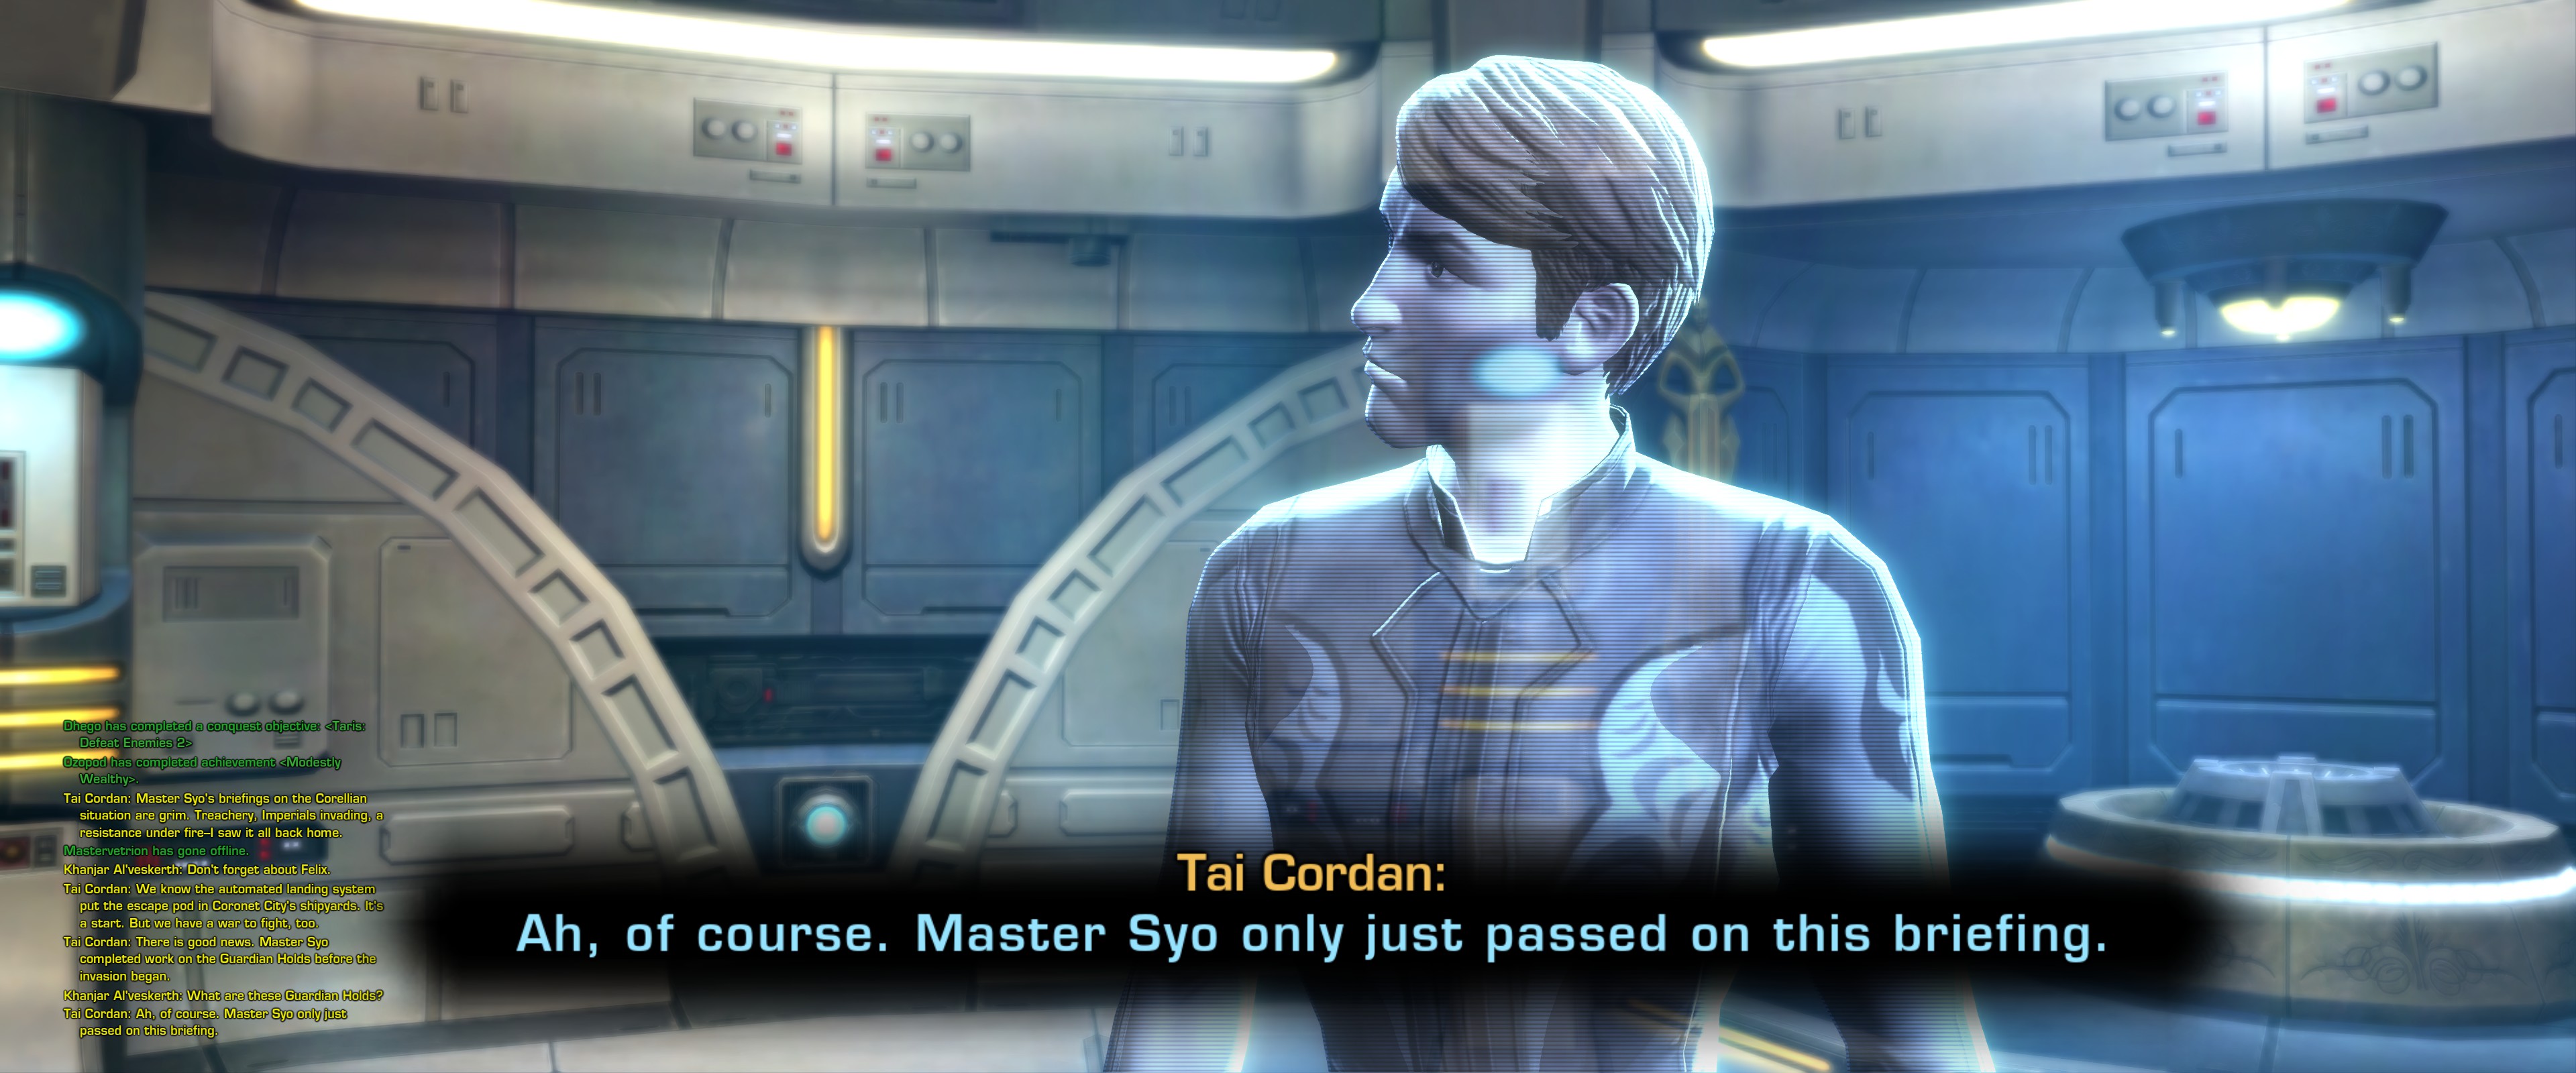 Dhego has completed a conquest objective: <Taris:
Defeat Enemies 2>
Ozopod has completed achievement <Modestly
Wealthy>.
Tai Cordan: Master Syo's briefings on the Corellian
situation are grim. Treachery, Imperials invading, a
resistance under fire–I saw it all back home.
Mastervetrion has gone offline.
Khanjar Al'veskerth: Don't forget about Felix.
Tai Cordan: We know the automated landing system
put the escape pod in Coronet City's shipyards. It's
a start. But we have a war to fight, too.
Tai Cordan: There is good news. Master Syo
completed work on the Guardian Holds before the
invasion began.
Khanjar Al'veskerth: What are these Guardian Holds?
Tai Cordan: Ah, of course. Master Syo only just
passed on this briefing.
Tai Cordan:
Ah, of course. Master Syo only just passed on this briefing.